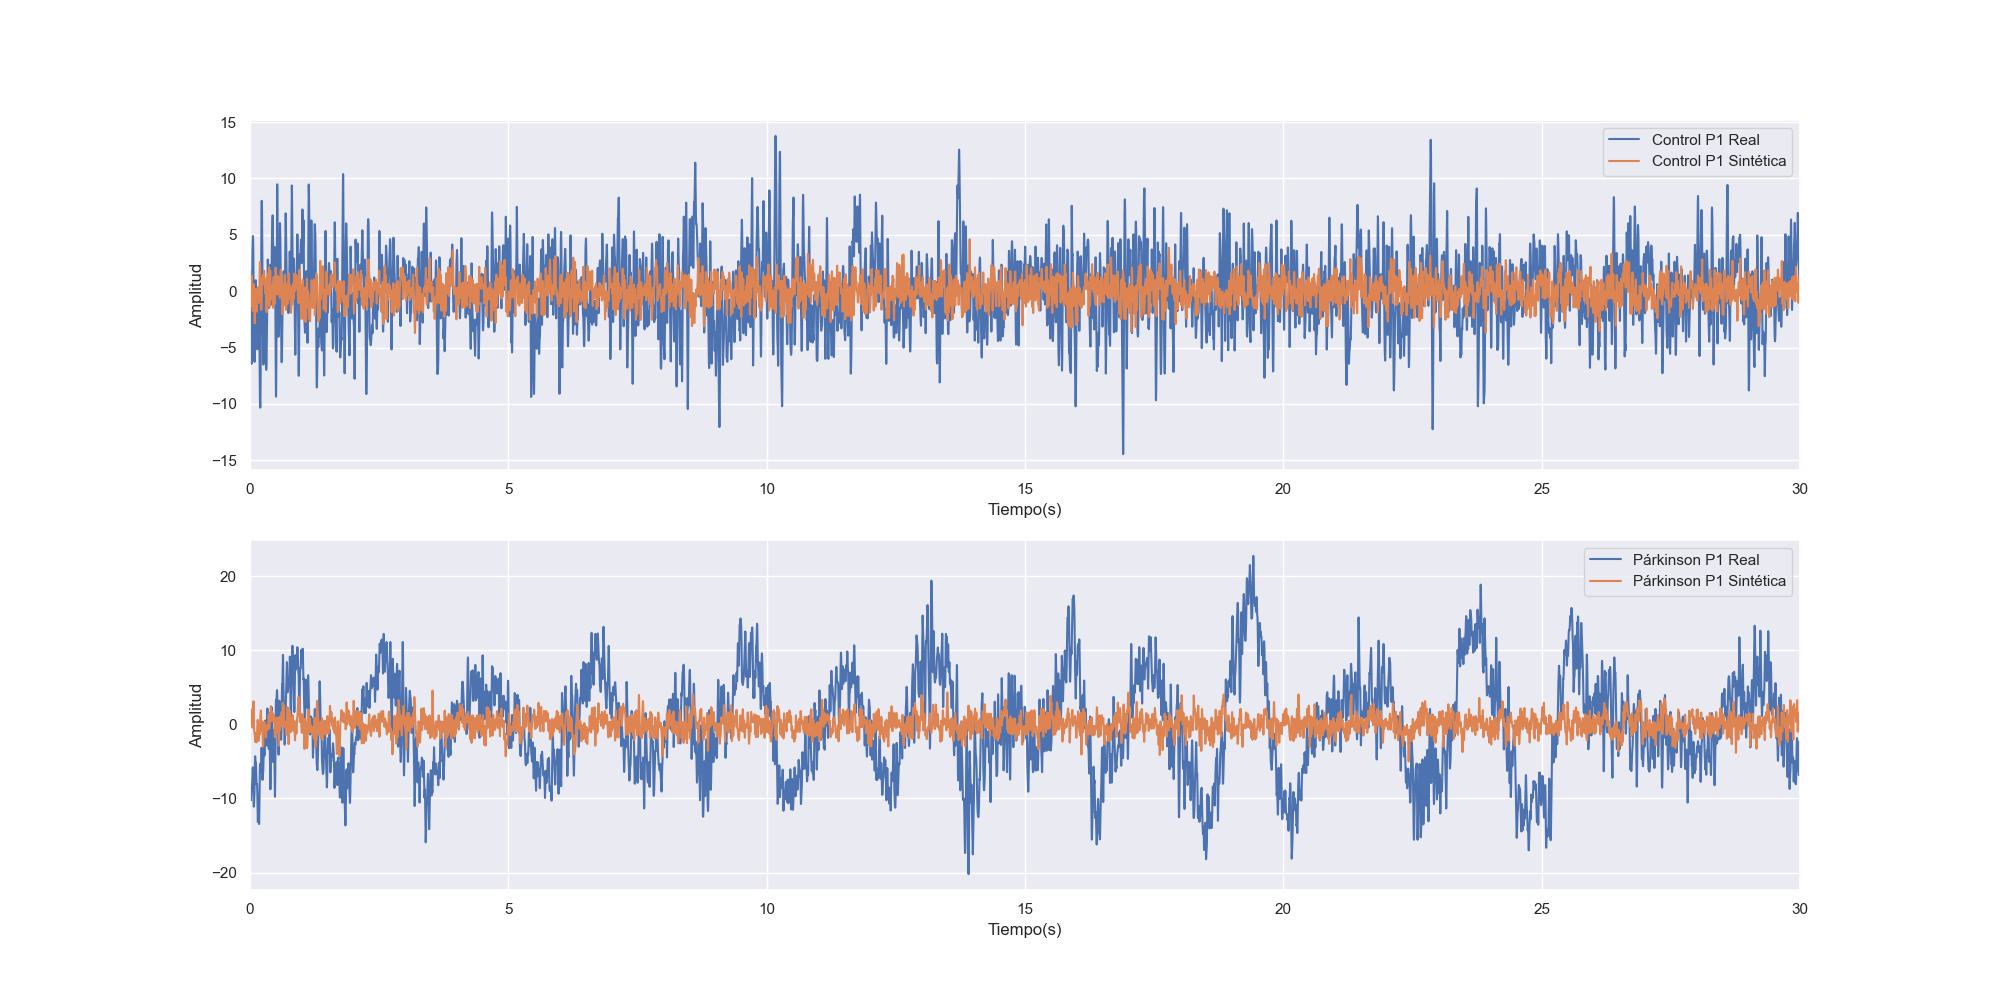 15
10
5
0
−5
−10
−15
Amplitud
Control P1 Real
Control P1 Sintética
0 5 10 15 20 25 30
Tiempo(s)
20
10
0
−10
−20
Amplitud
Párkinson P1 Real
Párkinson P1 Sintética
0 5 10 15 20 25 30
Tiempo(s)